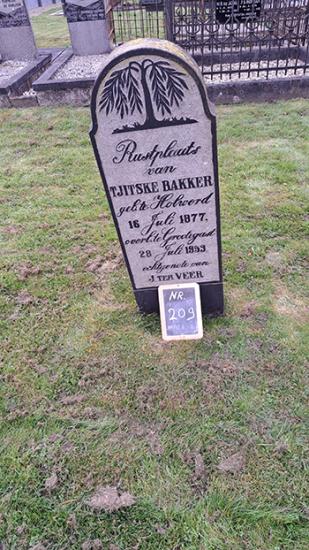 Rustplaats
van
TJITSKE BAKKER
geb. te Holwerd
16 Juli 1877,
overl. te Grootegast
28 Juli 1953.
echtgenote van
J. TER VEER
NR.
209